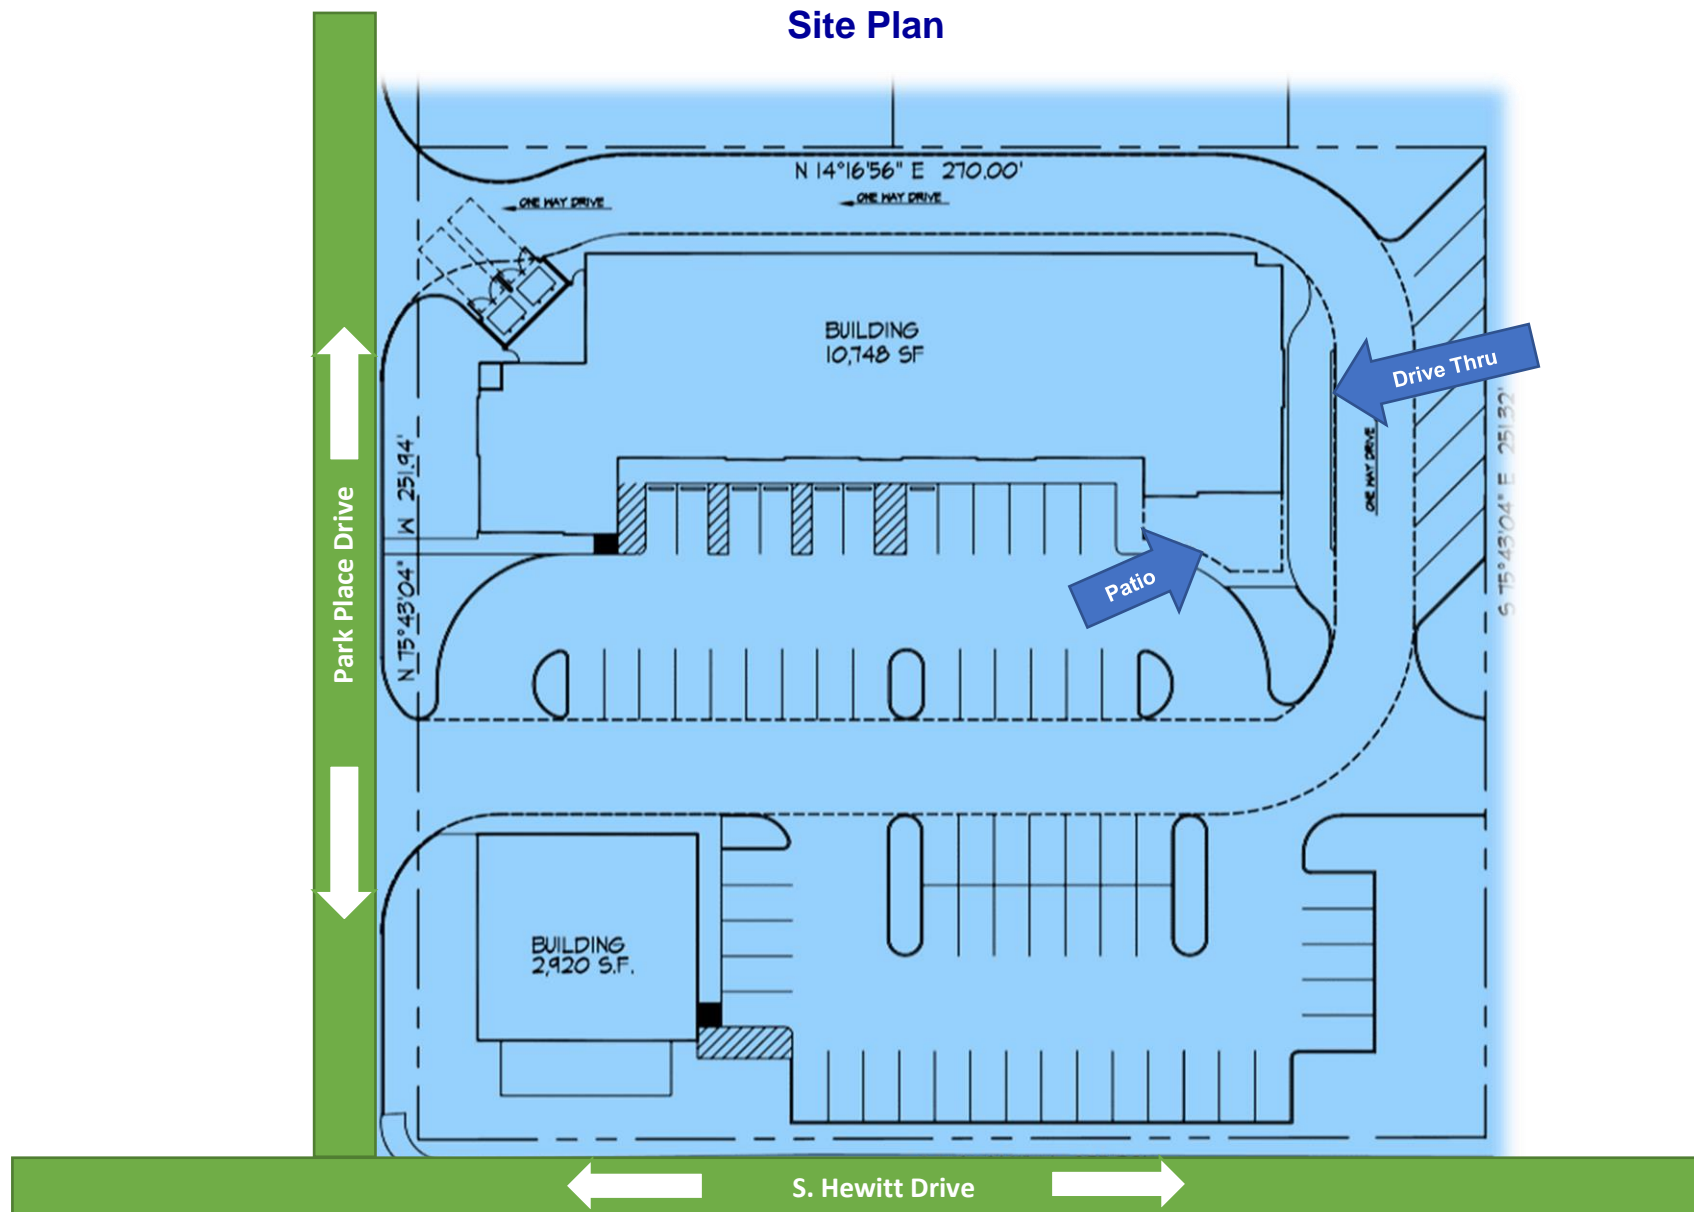 Site Plan
N 14°16'56" E 270.00'
ONE WAY DRIVE
ONE WAY DRIVE
BUILDING
10,748 SF
Drive Thru
ONE WAY DRIVE
S 75°43'04" E 251.32'
N 75°43'04" W 251.94'
Park Place Drive
Patio
BUILDING
2,920 S.F.
S. Hewitt Drive